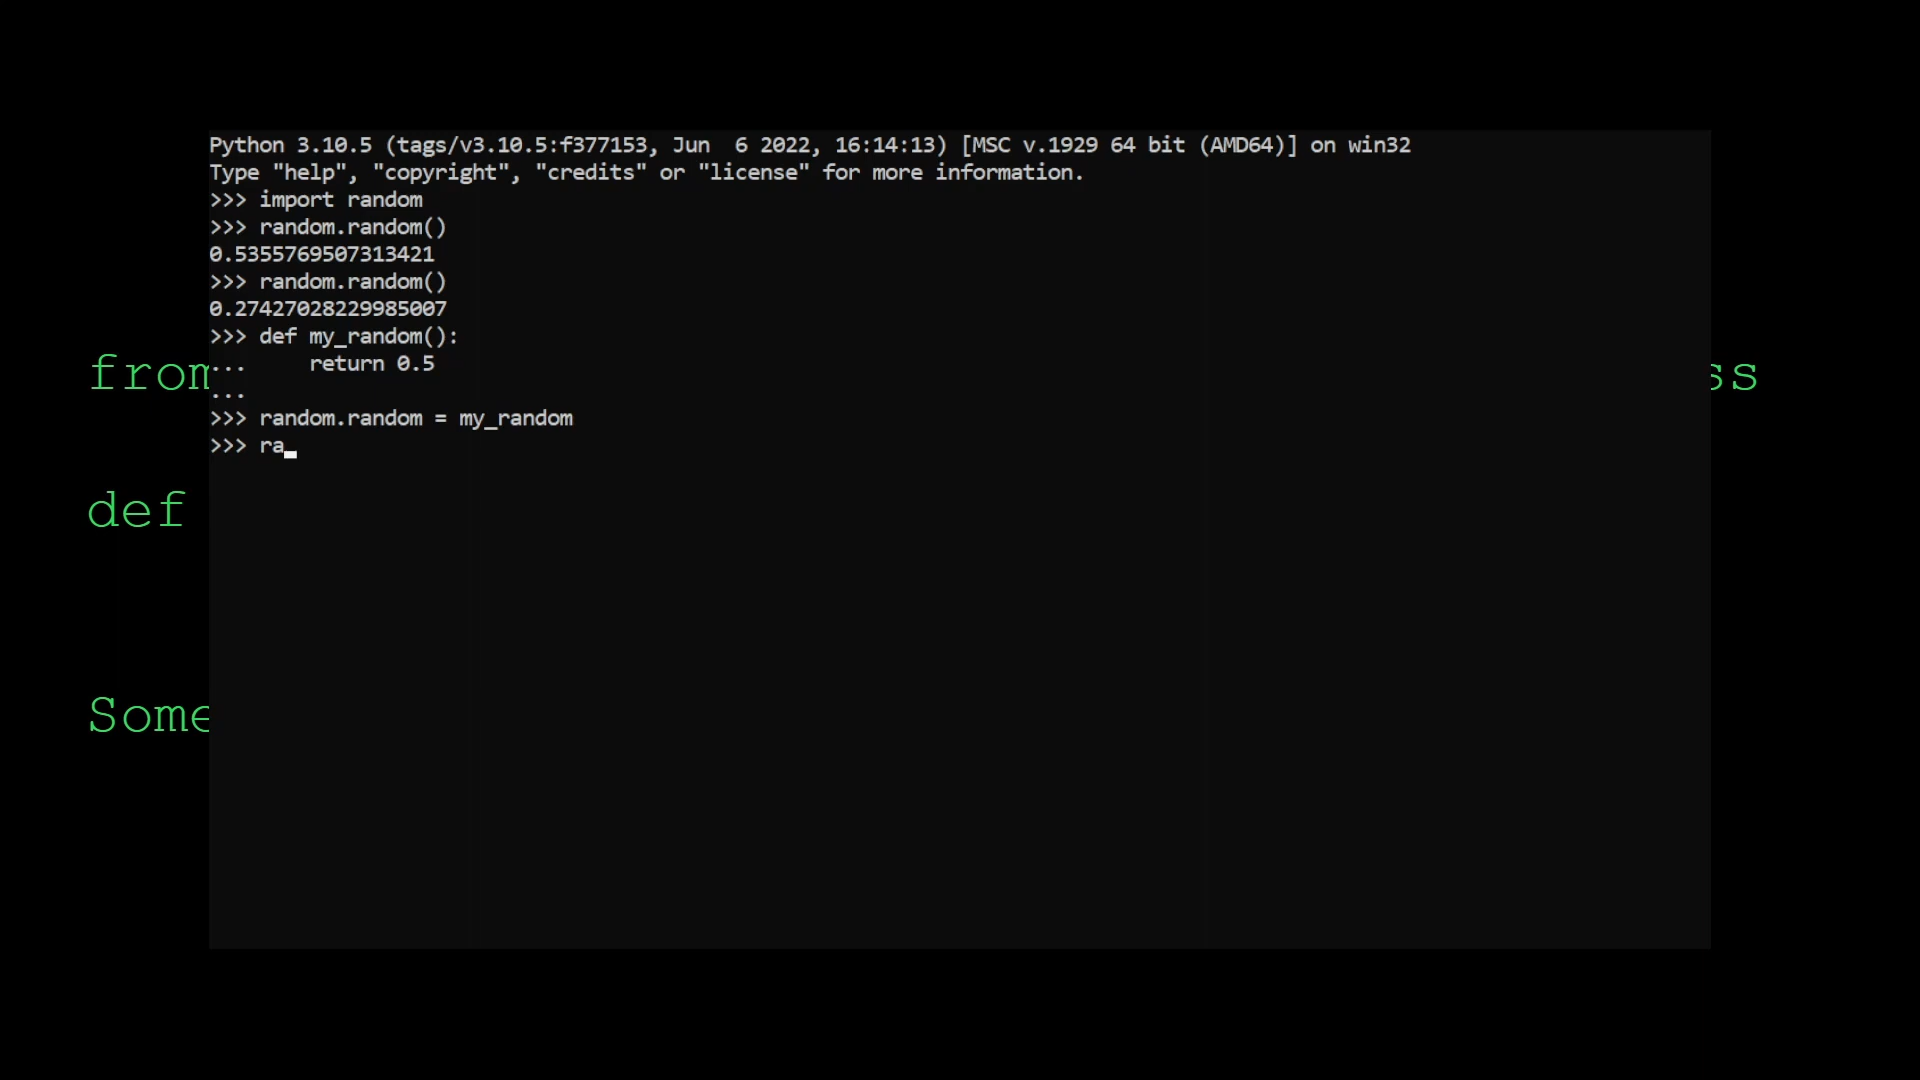 Python 3.10.5 (tags/v3.10.5:f377153, Jun  6 2022, 16:14:13) [MSC v.1929 64 bit (AMD64)] on win32
Type "help", "copyright", "credits" or "license" for more information.
>>> import random
>>> random.random()
0.5355769507313421
>>> random.random()
0.27427028229985007
>>> def my_random():
...     return 0.5
...
>>> random.random = my_random
>>> ra
from
def
Some